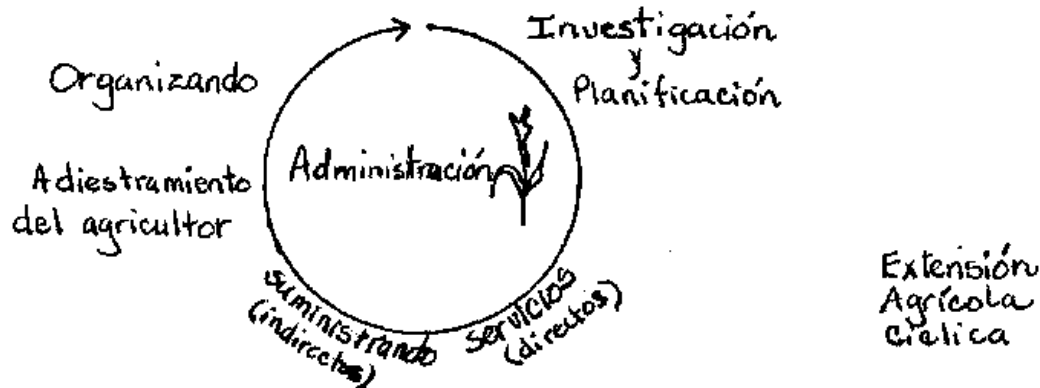 Investigación
y
Planificación
Organizando
Administración
Adiestramiento
del agricultor
suministrando
(indirectos)
servicios
(directos)
Extensión
Agrícola
Cíclica